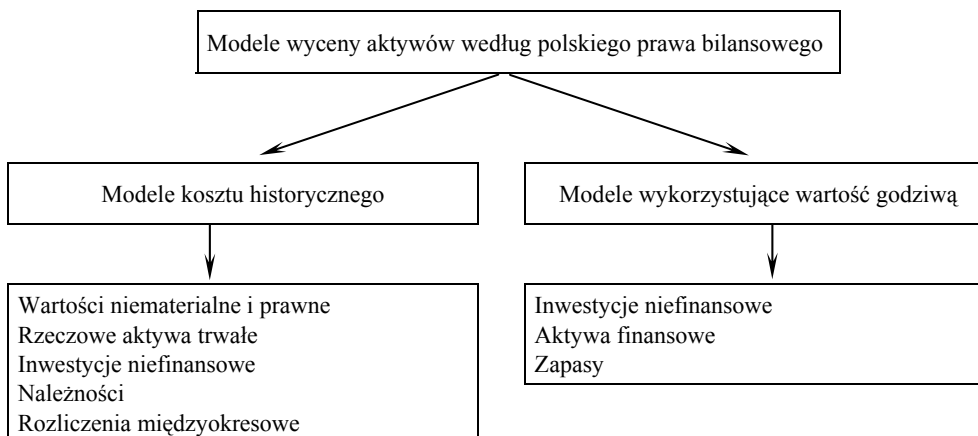 Modele wyceny aktywów według polskiego prawa bilansowego
Modele kosztu historycznego
Modele wykorzystujące wartość godziwą
Wartości niematerialne i prawne
Rzeczowe aktywa trwałe
Inwestycje niefinansowe
Należności
Rozliczenia międzyokresowe
Inwestycje niefinansowe
Aktywa finansowe
Zapasy